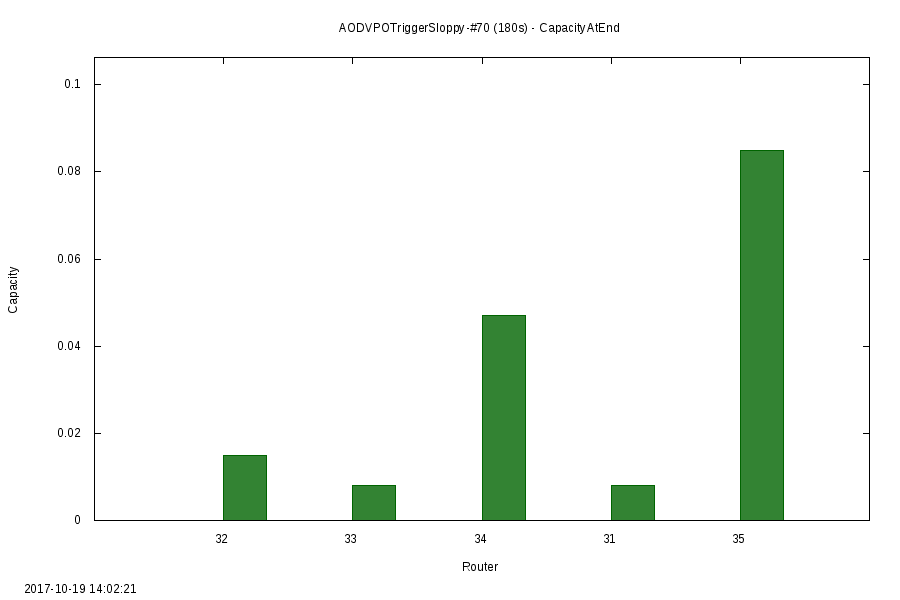 AODVPOTriggerSloppy-#70 (180s) - CapacityAtEnd
0.1
0.08
0.06
0.04
0.02
0
Capacity
32 33 34 31 35
Router
2017-10-19 14:02:21